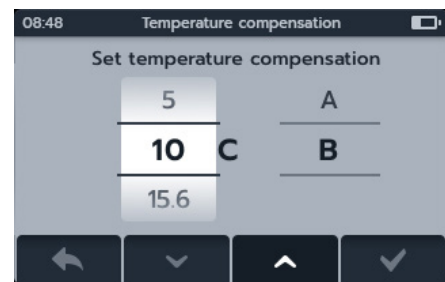 08:48 Temperature compensation
Set temperature compensation
5 A
10 C B
15.6